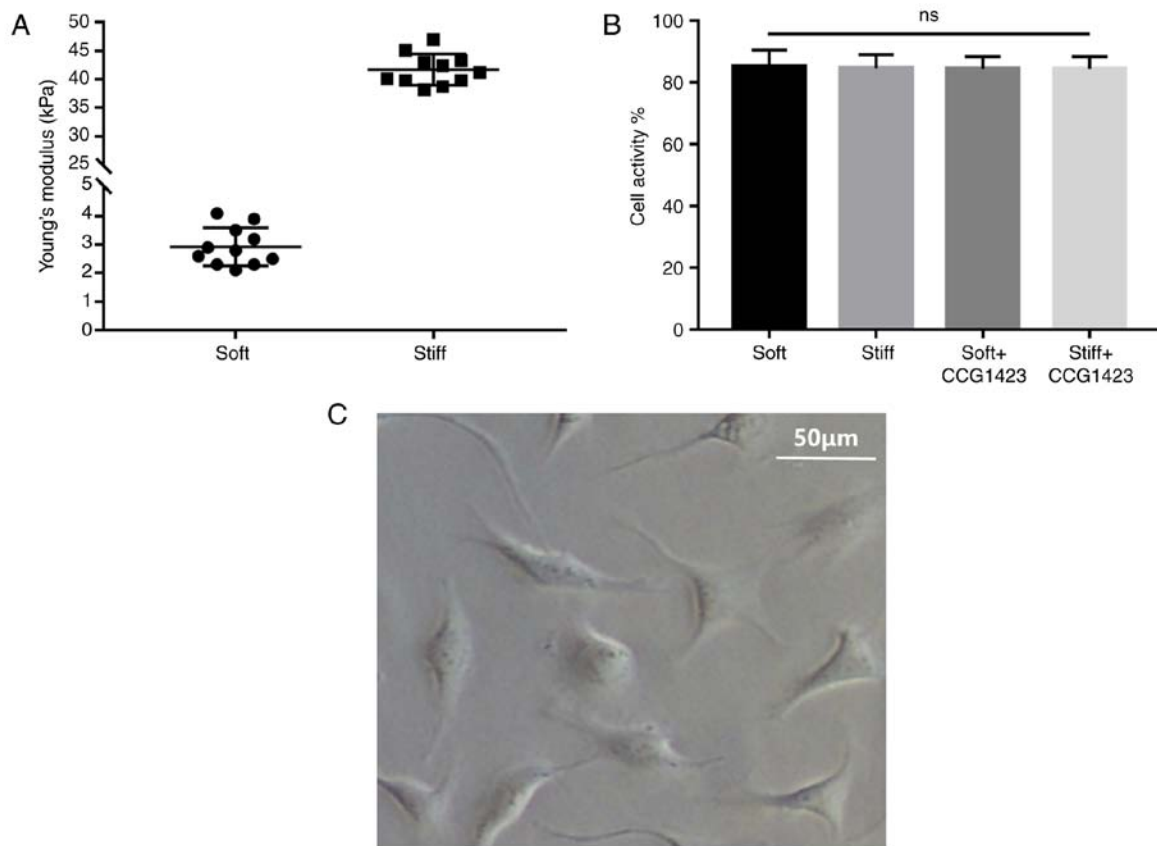 A
Young's modulus (kPa)
50
45
40
35
30
25
5
4
3
2
1
0
Soft
Stiff
B
ns
Cell activity %
100
80
60
40
20
0
Soft
Stiff
Soft+
CCG1423
Stiff+
CCG1423
C
50μm